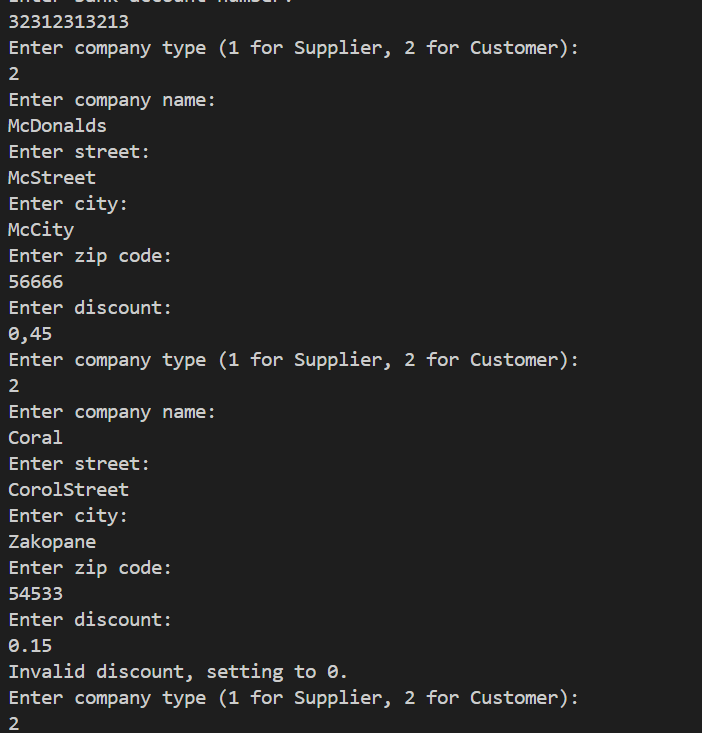 32312313213
Enter company type (1 for Supplier, 2 for Customer):
2
Enter company name:
McDonalds
Enter street:
McStreet
Enter city:
McCity
Enter zip code:
56666
Enter discount:
0,45
Enter company type (1 for Supplier, 2 for Customer):
2
Enter company name:
Coral
Enter street:
CorolStreet
Enter city:
Zakopane
Enter zip code:
54533
Enter discount:
0.15
Invalid discount, setting to 0.
Enter company type (1 for Supplier, 2 for Customer):
2